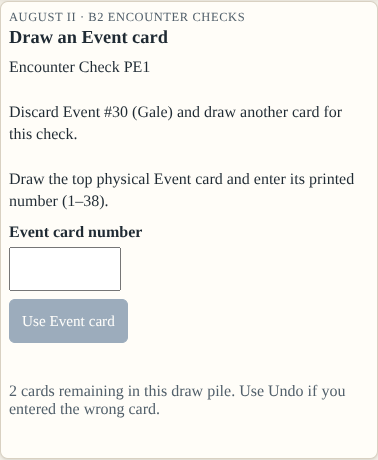 AUGUST II · B2 ENCOUNTER CHECKS
Draw an Event card
Encounter Check PE1
Discard Event #30 (Gale) and draw another card for
this check.
Draw the top physical Event card and enter its printed
number (1–38).
Event card number
Use Event card
2 cards remaining in this draw pile. Use Undo if you
entered the wrong card.